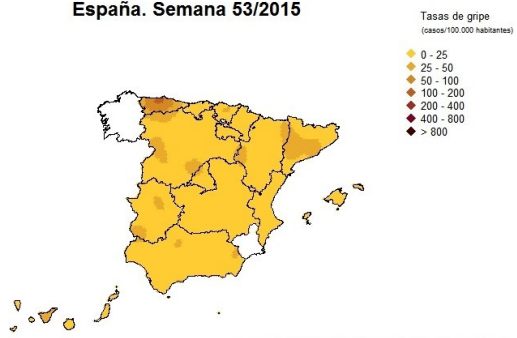 España. Semana 53/2015
Tasas de gripe
(casos/100.000 habitantes)
0 - 25
25 - 50
50 - 100
100 - 200
200 - 400
400 - 800
> 800